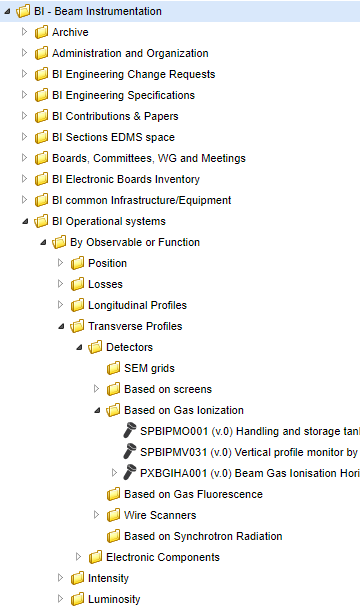 BI - Beam Instrumentation
Archive
Administration and Organization
BI Engineering Change Requests
BI Engineering Specifications
BI Contributions & Papers
BI Sections EDMS space
Boards, Committees, WG and Meetings
BI Electronic Boards Inventory
BI common Infrastructure/Equipment
BI Operational systems
By Observable or Function
Position
Losses
Longitudinal Profiles
Transverse Profiles
Detectors
SEM grids
Based on screens
Based on Gas Ionization
SPBIPMO001 (v.0) Handling and storage tan
SPBIPMV031 (v.0) Vertical profile monitor by
PXBGIHA001 (v.0) Beam Gas Ionisation Hori
Based on Gas Fluorescence
Wire Scanners
Based on Synchrotron Radiation
Electronic Components
Intensity
Luminosity